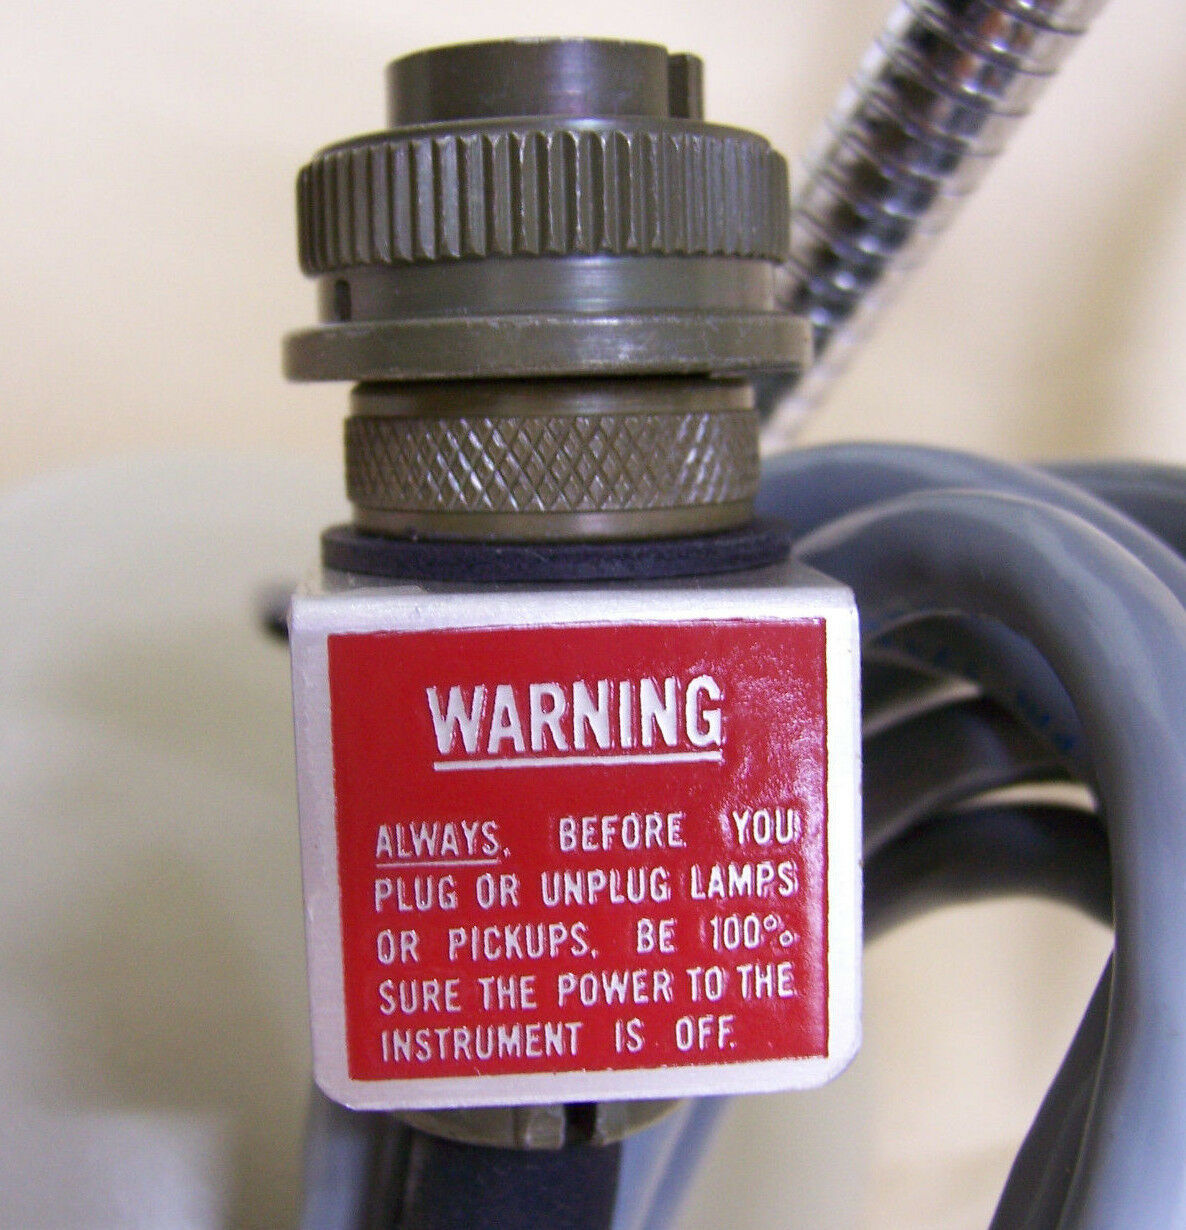 WARNING
ALWAYS, BEFORE YOU
PLUG OR UNPLUG LAMPS
OR PICKUPS, BE 100%
SURE THE POWER TO THE
INSTRUMENT IS OFF.